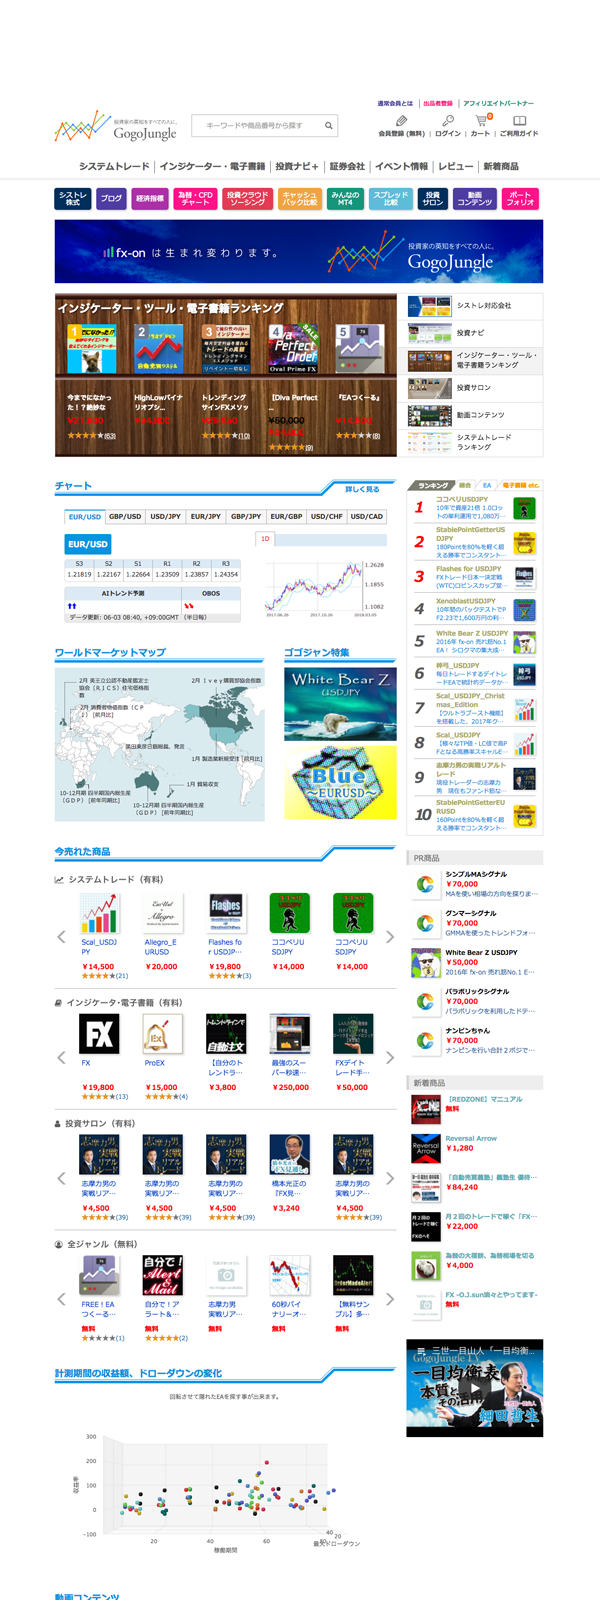 通常会員とは
出品者登録
アフィリエイトパートナー
投資家の英知をすべての人に。
GogoJungle
キーワードや商品番号から探す
会員登録 (無料)
ログイン
カート
0
ご利用ガイド
システムトレード
インジケーター・電子書籍
投資ナビ+
証券会社
イベント情報
レビュー
新着商品
シストレ
株式
ブログ
経済指標
為替・CFD
チャート
投資クラウド
ソーシング
キャッシュ
バック比較
みんなの
MT4
スプレッド
比較
投資
サロン
動画
コンテンツ
ポート
フォリオ
fx-on は生まれ変わります。
投資家の英知をすべての人に。
GogoJungle
インジケーター・ツール・電子書籍ランキング
1
2
3
4
5
今までになかっ
た！？絶妙な
HighLowバイナ
リオプシ...
トレンディング
サインFXメソッ
【Diva Perfect
...
『EAつくーる』
¥50,000
(63)
(10)
(9)
(8)
シストレ対応会社
投資ナビ
インジケーター・ツール・
電子書籍ランキング
投資サロン
動画コンテンツ
システムトレード
ランキング
チャート
詳しく見る
EUR/USD
GBP/USD
USD/JPY
EUR/JPY
GBP/JPY
EUR/GBP
USD/CHF
USD/CAD
EUR/USD
1D
S3
S2
S1
R1
R2
R3
1.21819
1.22167
1.22664
1.23509
1.23857
1.24354
AIトレンド予測
OBOS
データ更新: 06-03 08:40, +09:00GMT （半日毎）
1.2628
1.1855
1.1082
2017.06.26
2017.10.26
2018.03.05
ランキング
総合
EA
電子書籍 etc.
1
ココペリUSDJPY
10年で資産21倍 1.0ロッ
トの単利運用で1,080万...
2
StablePointGetterUS
DJPY
180Pointを80%を軽く超
える勝率でコンスタント...
3
Flashes for USDJPY
FXトレード日本一決定戦
(WTC)ロビンスカップ堂...
4
XenoblastUSDJPY
10年間のバックテストでP
F2.23で1,600万円の利...
5
White Bear Z USDJPY
2016年 fx-on 売れ筋No.1
EA！ シロクマの集大成...
6
梓弓_USDJPY
毎日トレードするデイトレ
ードEAで統計的データか...
7
Scal_USDJPY_Christ
mas_Edition
【ウルトラブースト機能】
を搭載した、2017年ク...
8
Scal_USDJPY
【様々なTP値・LC値で高P
Fとなる高勝率スキャルE...
9
志摩力男の実戦リアルト
レード
現役トレーダーの志摩力
男　現在もファンド筋な...
10
StablePointGetterEU
RUSD
160Pointを80%を軽く超
える勝率でコンスタント...
ワールドマーケットマップ
2月 英王立公認不動産鑑定士
協会（ＲＩＣＳ）住宅価格指
数
2月 Ｉｖｅｙ購買部協会指数
2月 消費者物価指数（ＣＰ
Ｉ） [前月比]
黒田東彦日銀総裁、発言
1月 製造業新規受注 [前月比]
1月 貿易収支
10-12月期 四半期国内総生産
（ＧＤＰ） [前年同期比]
10-12月期 四半期国内総生産
（ＧＤＰ） [前年同期比]
ゴゴジャン特集
White Bear Z
USDJPY
Blue
～EURUSD～
今売れた商品
システムトレード（有料）
Scal_USDJ
PY
Allegro_E
URUSD
Flashes fo
r USDJP...
ココペリU
SDJPY
ココペリU
SDJPY
¥14,500
¥20,000
¥19,800
¥14,000
¥14,000
(21)
(3)
インジケータ・電子書籍（有料）
FX
ProEX
【自分のト
レンドラ...
最強のスー
パー秒速...
FXデイト
レード手...
¥19,800
¥15,000
¥3,800
¥250,000
¥50,000
(13)
(4)
投資サロン（有料）
志摩力男の
実戦リア...
志摩力男の
実戦リア...
志摩力男の
実戦リア...
橋本光正の
『FX見...
志摩力男の
実戦リア...
¥4,500
¥4,500
¥4,500
¥3,240
¥4,500
(39)
(39)
(39)
(39)
全ジャンル（無料）
FREE！EA
つくーる...
自分で！ア
ラート＆...
志摩力男
実戦リア...
60秒バイ
ナリーオ...
【無料サン
プル】多...
無料
無料
無料
無料
無料
(1)
(2)
PR商品
シンプルMAシグナル
¥70,000
MAを使い相場の方向を探りま...
グンマーシグナル
¥70,000
GMMAを使ったトレンドフォ...
White Bear Z USDJPY
¥50,000
2016年 fx-on 売れ筋No.1 E...
パラボリックシグナル
¥70,000
パラボリックを利用したドテ...
ナンピンちゃん
¥70,000
ナンピンを行い合計２ポジで...
新着商品
【REDZONE】マニュアル
無料
Reversal Arrow
¥1,280
「自動売買義塾」義塾生 優待...
¥84,240
月２回のトレードで稼ぐ「FX...
¥22,000
為替の大複群、為替相場を切る
¥4,000
FX -O.J.sun坦々とやってます-
無料
三世一目山人「一目均衡...
GogoJungle TV
一目均衡表
本質と
その活用
細田哲生
計測期間の収益額、ドローダウンの変化
回転させて隠れたEAを探す事が出来ます。
300
200
100
0
-100
収益率
20
40
60
80
稼働期間
40
20
最大ドローダウン
動画コンテンツ